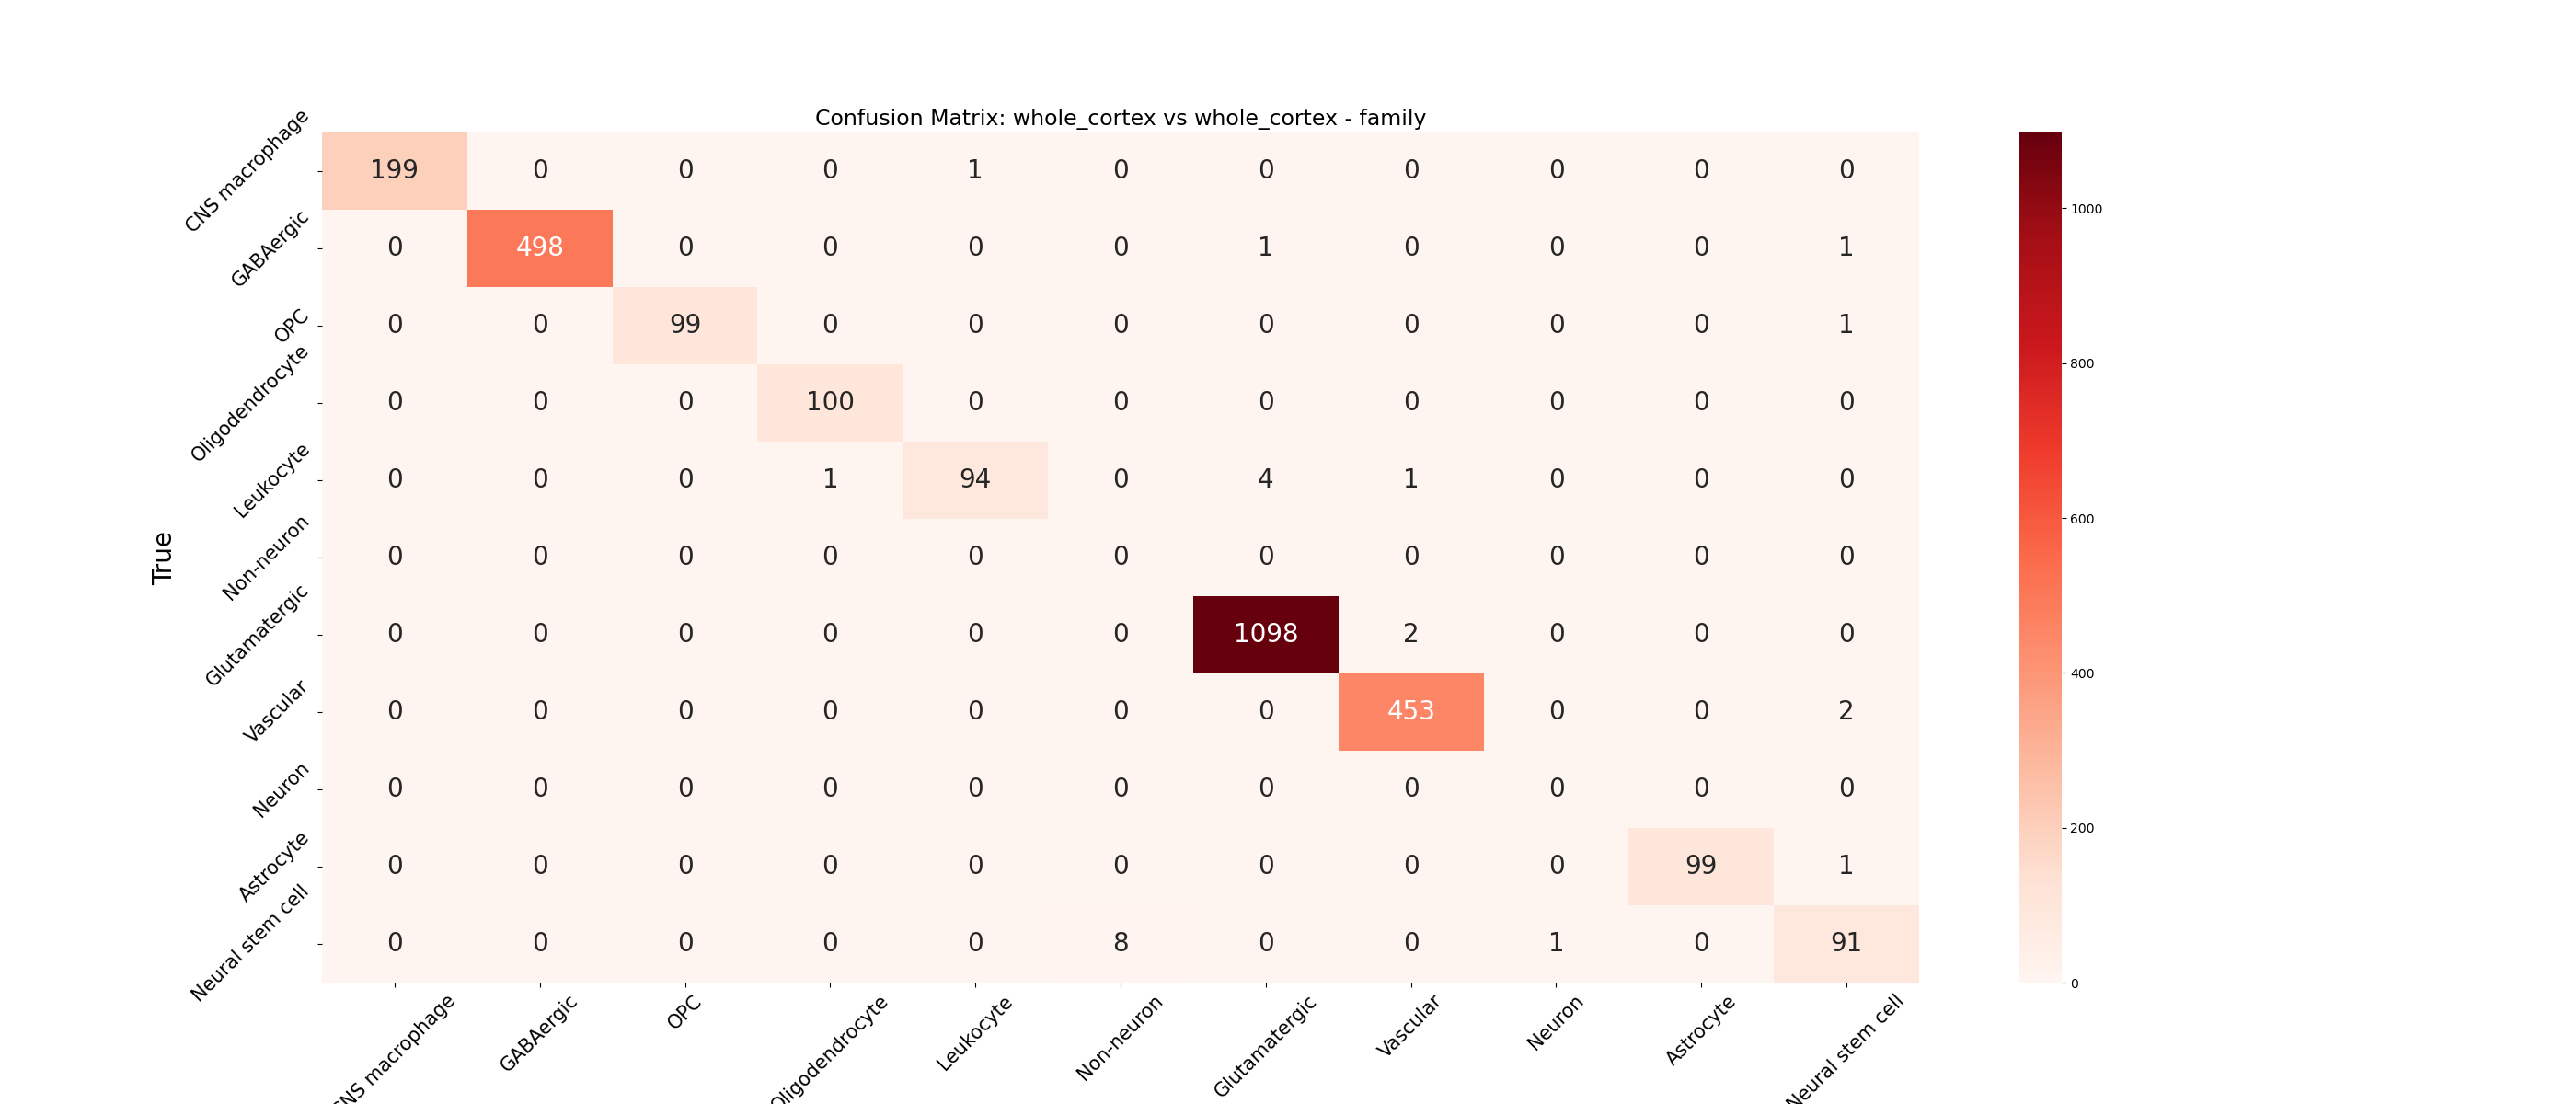 Confusion Matrix: whole_cortex vs whole_cortex - family
True
CNS macrophage 199 0 0 0 1 0 0 0 0 0 0
GABAergic 0 498 0 0 0 0 1 0 0 0 1
OPC 0 0 99 0 0 0 0 0 0 0 1
Oligodendrocyte 0 0 0 100 0 0 0 0 0 0 0
Leukocyte 0 0 0 1 94 0 4 1 0 0 0
Non-neuron 0 0 0 0 0 0 0 0 0 0 0
Glutamatergic 0 0 0 0 0 0 1098 2 0 0 0
Vascular 0 0 0 0 0 0 0 453 0 0 2
Neuron 0 0 0 0 0 0 0 0 0 0 0
Astrocyte 0 0 0 0 0 0 0 0 0 99 1
Neural stem cell 0 0 0 0 0 8 0 0 1 0 91
CNS macrophage GABAergic OPC Oligodendrocyte Leukocyte Non-neuron Glutamatergic Vascular Neuron Astrocyte Neural stem cell
1000
800
600
400
200
0